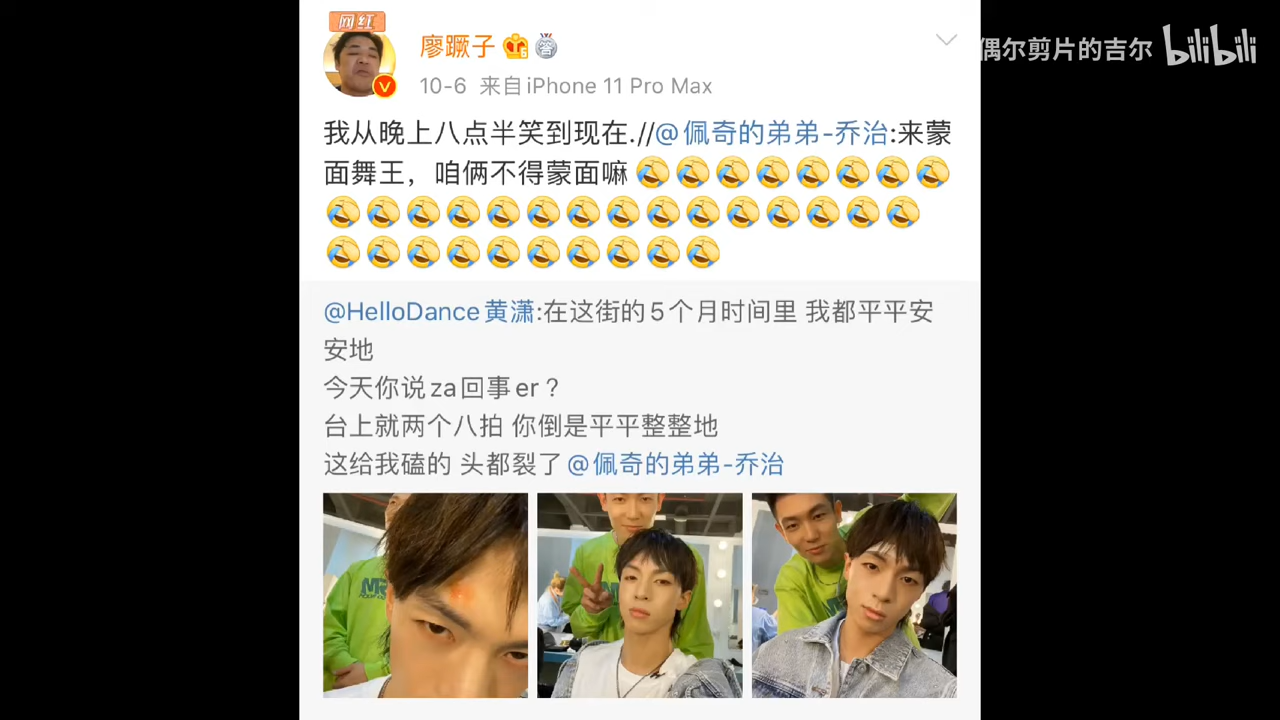 网红
廖蹶子
10-6 来自iPhone 11 Pro Max
偶尔剪片的吉尔 bilibili
我从晚上八点半笑到现在.//@佩奇的弟弟-乔治:来蒙
面舞王，咱俩不得蒙面嘛
@HelloDance黄潇:在这街的5个月时间里 我都平平安
安地
今天你说za回事er？
台上就两个八拍 你倒是平平整整地
这给我磕的 头都裂了@佩奇的弟弟-乔治